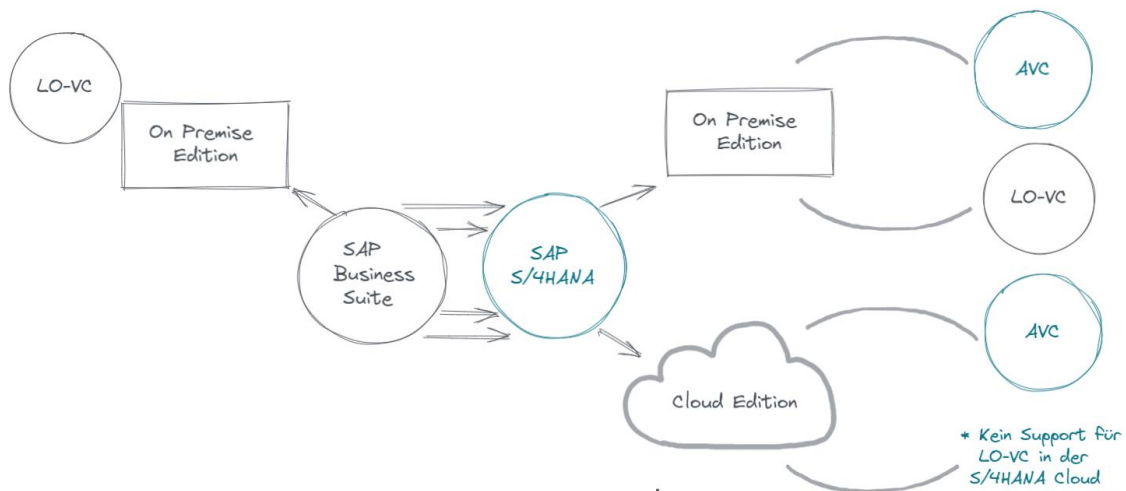 LO-VC
On Premise
Edition
SAP
Business
Suite
SAP
S/4HANA
On Premise
Edition
AVC
LO-VC
Cloud Edition
AVC
* Kein Support für
LO-VC in der
S/4HANA Cloud